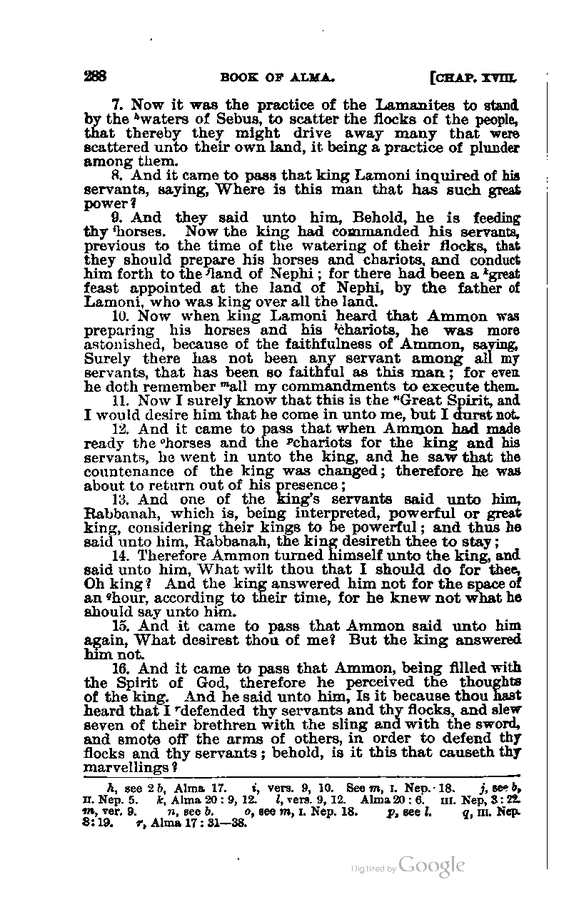 288 BOOK OF ALMA. [CHAP. XVIII.
7. Now it was the practice of the Lamanites to stand
by the ʰwaters of Sebus, to scatter the flocks of the people,
that thereby they might drive away many that were
scattered unto their own land, it being a practice of plunder
among them.
8. And it came to pass that king Lamoni inquired of his
servants, saying, Where is this man that has such great
power?
9. And they said unto him, Behold, he is feeding
thy ⁱhorses. Now the king had commanded his servants,
previous to the time of the watering of their flocks, that
they should prepare his horses and chariots, and conduct
him forth to the ʲland of Nephi; for there had been a ᵏgreat
feast appointed at the land of Nephi, by the father of
Lamoni, who was king over all the land.
10. Now when king Lamoni heard that Ammon was
preparing his horses and his ˡchariots, he was more
astonished, because of the faithfulness of Ammon, saying,
Surely there has not been any servant among all my
servants, that has been so faithful as this man; for even
he doth remember ᵐall my commandments to execute them.
11. Now I surely know that this is the ⁿGreat Spirit, and
I would desire him that he come in unto me, but I durst not.
12. And it came to pass that when Ammon had made
ready the ᵒhorses and the ᵖchariots for the king and his
servants, he went in unto the king, and he saw that the
countenance of the king was changed; therefore he was
about to return out of his presence;
13. And one of the king's servants said unto him,
Rabbanah, which is, being interpreted, powerful or great
king, considering their kings to be powerful; and thus he
said unto him, Rabbanah, the king desireth thee to stay;
14. Therefore Ammon turned himself unto the king, and
said unto him, What wilt thou that I should do for thee,
Oh king? And the king answered him not for the space of
an qhour, according to their time, for he knew not what he
should say unto him.
15. And it came to pass that Ammon said unto him
again, What desirest thou of me? But the king answered
him not.
16. And it came to pass that Ammon, being filled with
the Spirit of God, therefore he perceived the thoughts
of the king. And he said unto him, Is it because thou hast
heard that I ʳdefended thy servants and thy flocks, and slew
seven of their brethren with the sling and with the sword,
and smote off the arms of others, in order to defend thy
flocks and thy servants; behold, is it this that causeth thy
marvellings?
h, see 2 b, Alma 17. i, vers. 9, 10. See m, I. Nep. 18. j, see b,
II. Nep. 5. k, Alma 20 : 9, 12. l, vers. 9, 12. Alma 20 : 6. III. Nep, 3 : 22.
m, ver. 9. n, see b. o, see m, I. Nep. 18. p, see l. q, III. Nep.
8 : 19. r, Alma 17 : 31—38.
Digitized by Google